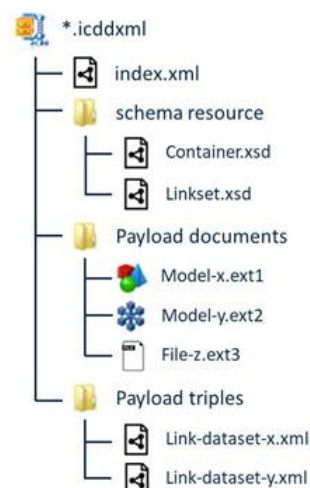 *.icddxml
index.xml
schema resource
Container.xsd
Linkset.xsd
Payload documents
Model-x.ext1
Model-y.ext2
File-z.ext3
Payload triples
Link-dataset-x.xml
Link-dataset-y.xml